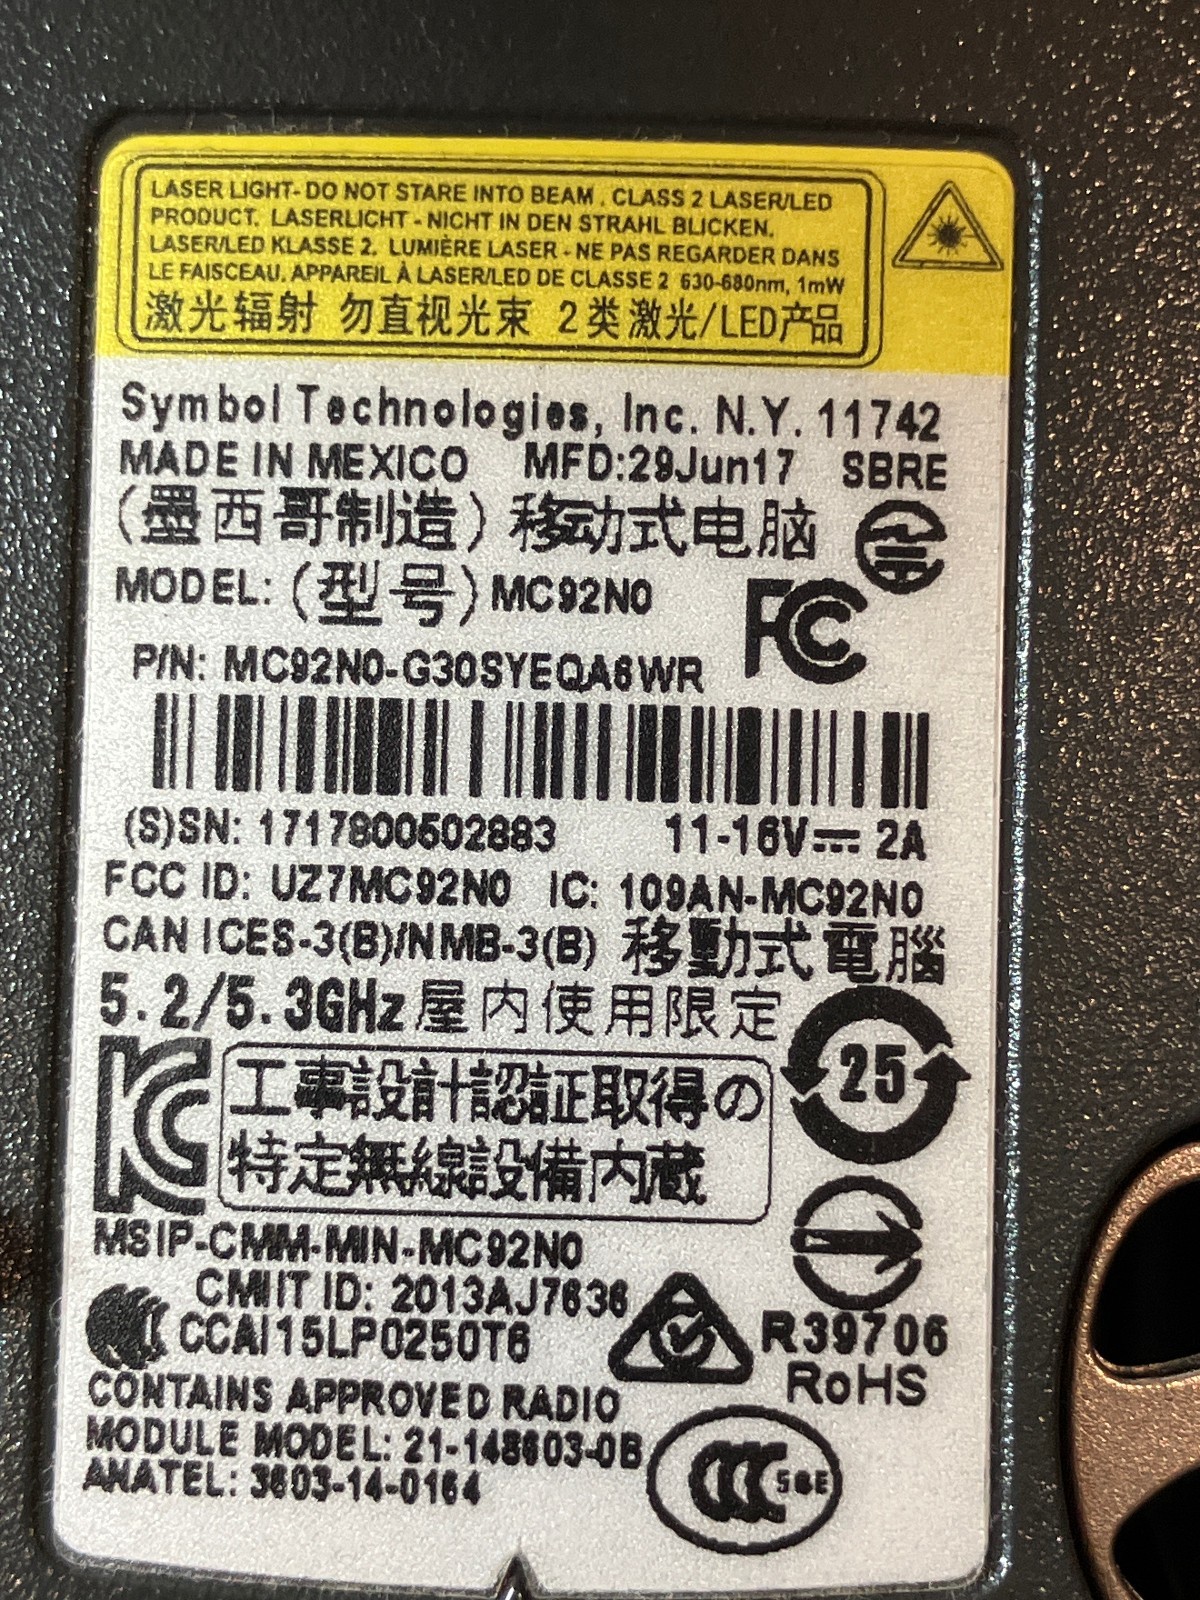 LASER LIGHT- DO NOT STARE INTO BEAM . CLASS 2 LASER/LED
PRODUCT. LASERLICHT - NICHT IN DEN STRAHL BLICKEN.
LASER/LED KLASSE 2. LUMIÈRE LASER - NE PAS REGARDER DANS
LE FAISCEAU. APPAREIL À LASER/LED DE CLASSE 2 630-680nm, 1mW
激光辐射 勿直视光束 2类激光/LED产品
Symbol Technologies, Inc. N.Y. 11742
MADE IN MEXICO MFD:29Jun17 SBRE
(墨西哥制造) 移动式电脑
MODEL: (型号) MC92N0
FC
P/N: MC92N0-G30SYEQA6WR
(S)SN: 1717800502883 11-16V⎓ 2A
FCC ID: UZ7MC92N0 IC: 109AN-MC92N0
CAN ICES-3(B)/NMB-3(B) 移動式電腦
5.2/5.3GHz屋内使用限定
25
工事設計認証取得の
特定無線設備内蔵
MSIP-CMM-MIN-MC92N0
CMIIT ID: 2013AJ7636
CCAI15LP0250T6
R39706
RoHS
CONTAINS APPROVED RADIO
MODULE MODEL: 21-148603-0B
ANATEL: 3603-14-0164
CCC S&E